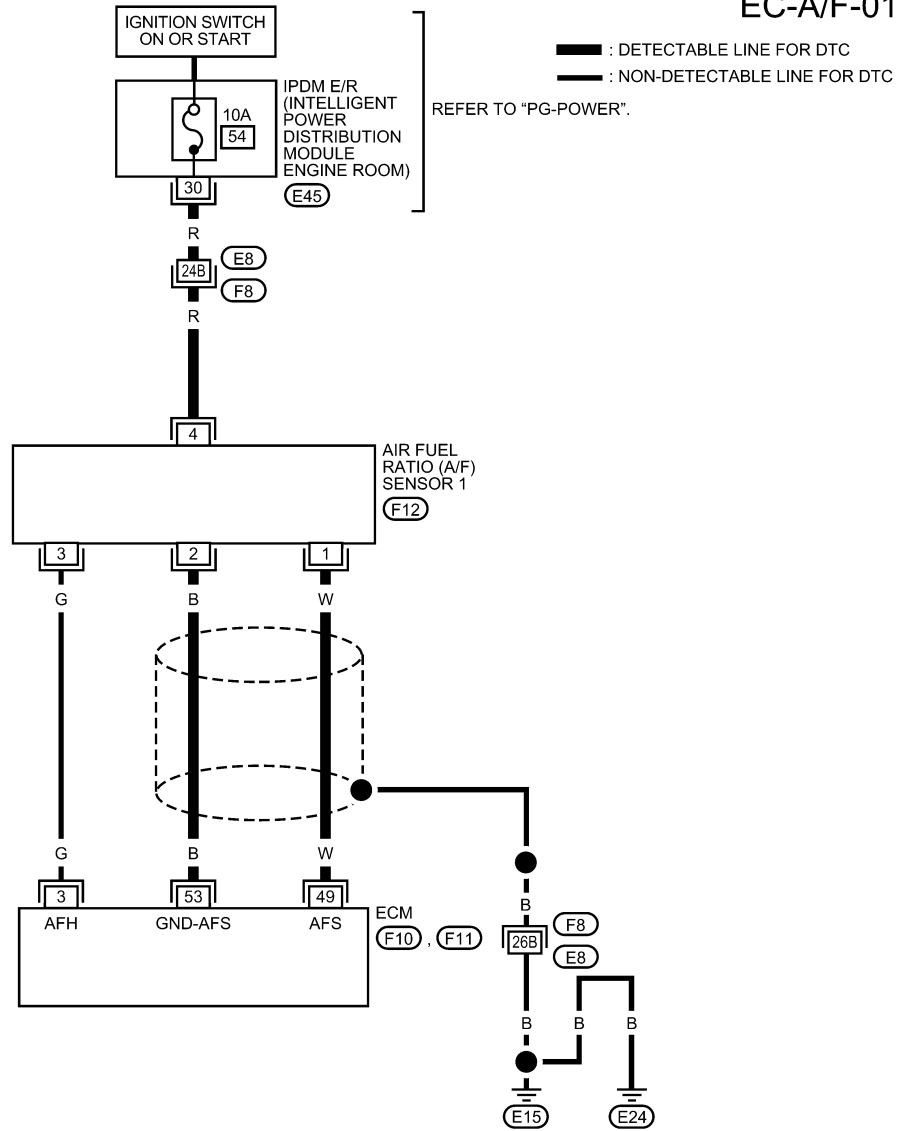 EC-A/F-01
IGNITION SWITCH
ON OR START
: DETECTABLE LINE FOR DTC
: NON-DETECTABLE LINE FOR DTC
IPDM E/R
(INTELLIGENT
POWER
DISTRIBUTION
MODULE
ENGINE ROOM)
E45
10A
54
REFER TO “PG-POWER”.
30
R
24B
E8
F8
R
4
AIR FUEL
RATIO (A/F)
SENSOR 1
F12
3 2 1
G B W
G B W
3 53 49
AFH GND-AFS AFS
ECM
F10 , F11
B
26B
F8
E8
B B B
E15 E24